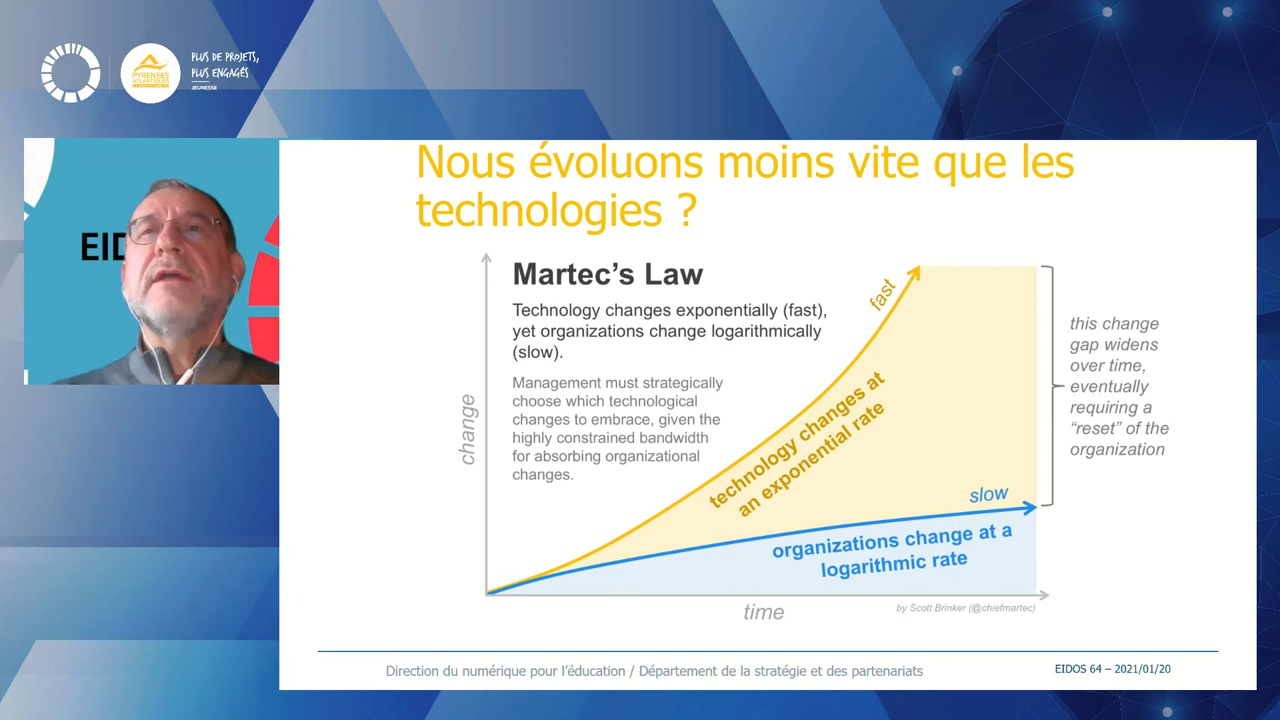 PLUS DE PROJETS,
PLUS ENGAGÉS
JEUNESSE
PYRÉNÉES
ATLANTIQUES
EID
Nous évoluons moins vite que les
technologies ?
Martec’s Law
Technology changes exponentially (fast),
yet organizations change logarithmically
(slow).
Management must strategically
choose which technological
changes to embrace, given the
highly constrained bandwidth
for absorbing organizational
changes.
change
fast
technology changes at
an exponential rate
slow
organizations change at a
logarithmic rate
this change
gap widens
over time,
eventually
requiring a
“reset” of the
organization
time
by Scott Brinker (@chiefmartec)
Direction du numérique pour l’éducation / Département de la stratégie et des partenariats
EIDOS 64 – 2021/01/20